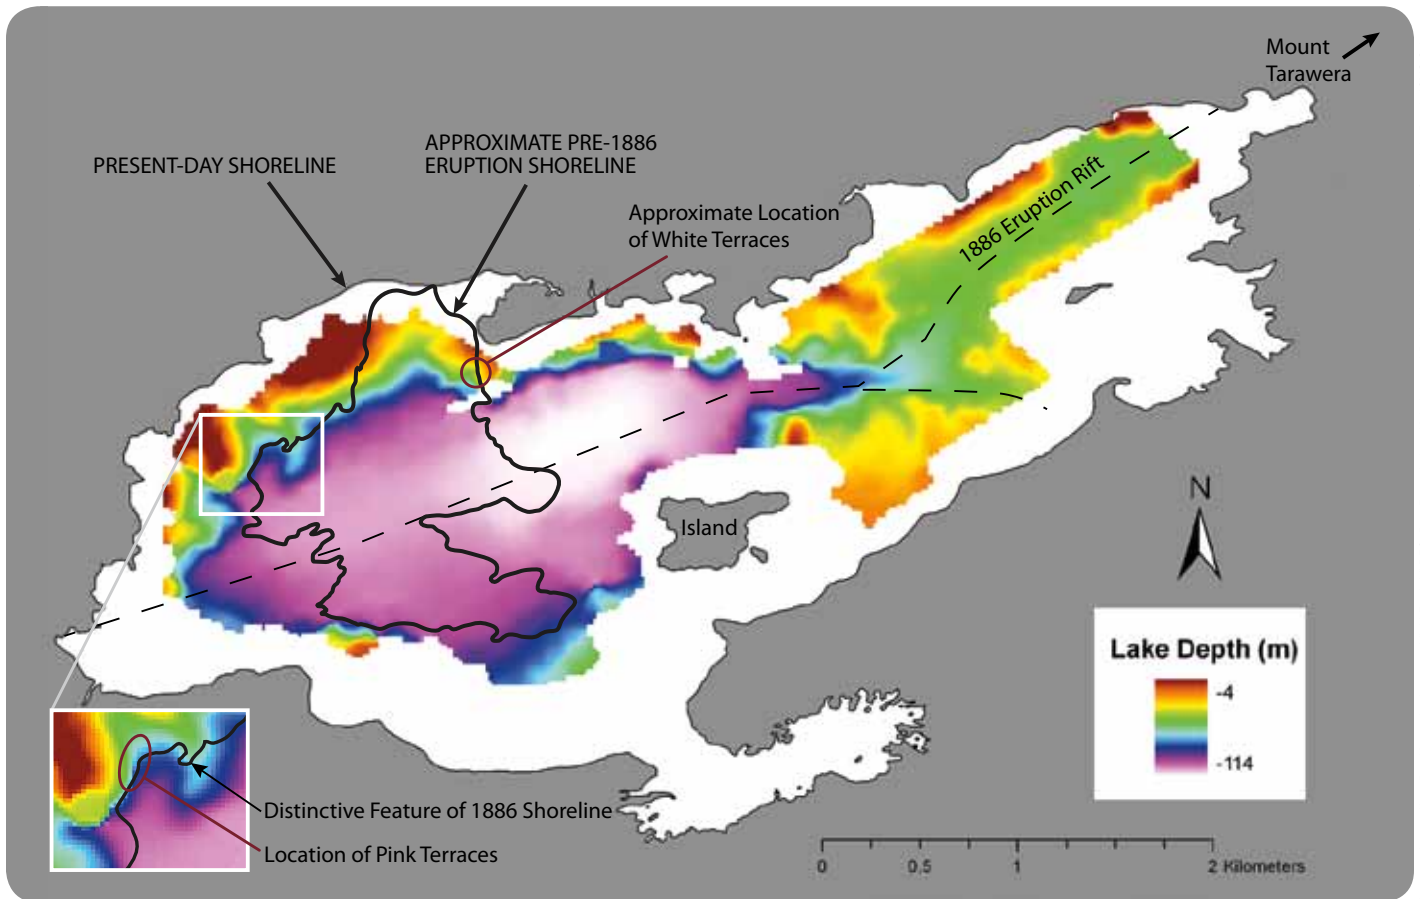 Mount
Tarawera
APPROXIMATE PRE-1886
ERUPTION SHORELINE
PRESENT-DAY SHORELINE
Approximate Location
of White Terraces
1886 Eruption Rift
Island
N
Lake Depth (m)
-4
-114
Distinctive Feature of 1886 Shoreline
Location of Pink Terraces
0 0.5 1 2 Kilometers